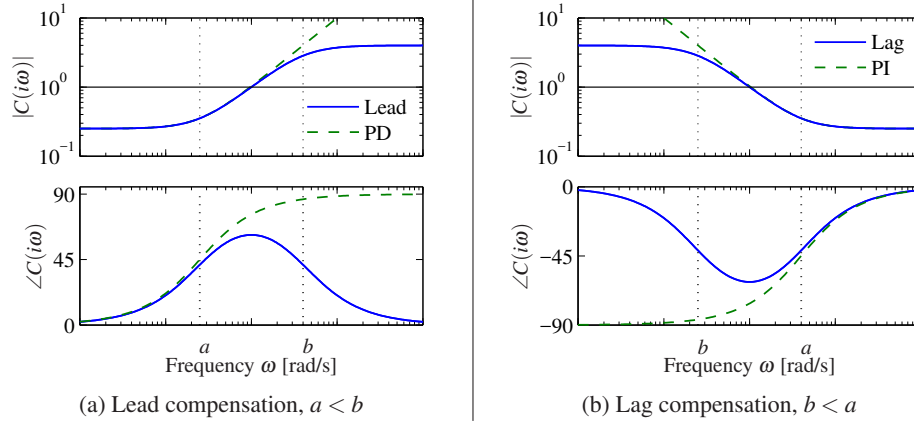 10^1
|C(iω)|
10^0
10^−1
Lead
PD
90
∠C(iω)
45
0
a
b
Frequency ω [rad/s]
(a) Lead compensation, a < b
10^1
|C(iω)|
10^0
10^−1
Lag
PI
0
∠C(iω)
−45
−90
b
a
Frequency ω [rad/s]
(b) Lag compensation, b < a